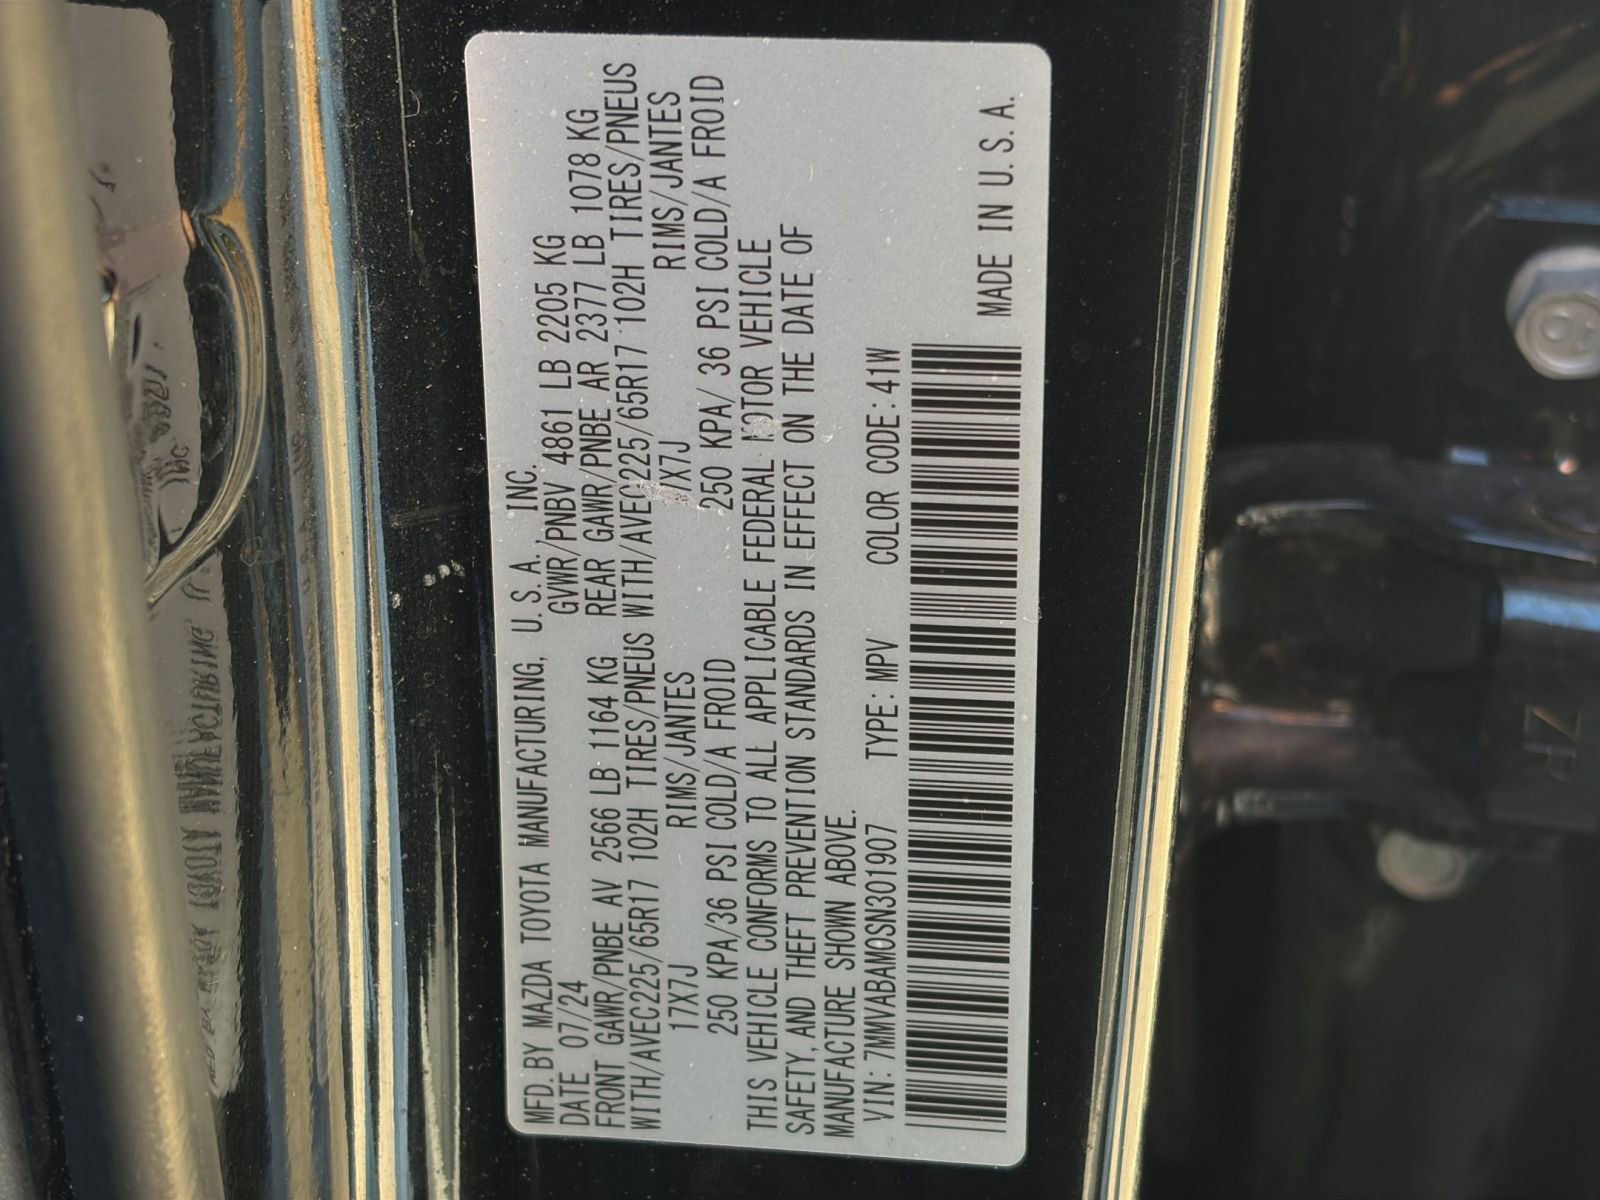 MFD. BY MAZDA TOYOTA MANUFACTURING, U. S. A. INC.
DATE 07/24 GVWR/PNBV 4861 LB 2205 KG
FRONT GAWR/PNBE AV 2566 LB 1164 KG REAR GAWR/PNBE AR 2377 LB 1078 KG
WITH/AVEC225/65R17 102H TIRES/PNEUS WITH/AVEC225/65R17 102H TIRES/PNEUS
17X7J RIMS/JANTES 17X7J RIMS/JANTES
250 KPA/36 PSI COLD/A FROID 250 KPA/ 36 PSI COLD/A FROID
THIS VEHICLE CONFORMS TO ALL APPLICABLE FEDERAL MOTOR VEHICLE
SAFETY, AND THEFT PREVENTION STANDARDS IN EFFECT ON THE DATE OF
MANUFACTURE SHOWN ABOVE.
VIN: 7MMVABAM0SN301907 TYPE: MPV COLOR CODE: 41W
MADE IN U. S. A.
ZP